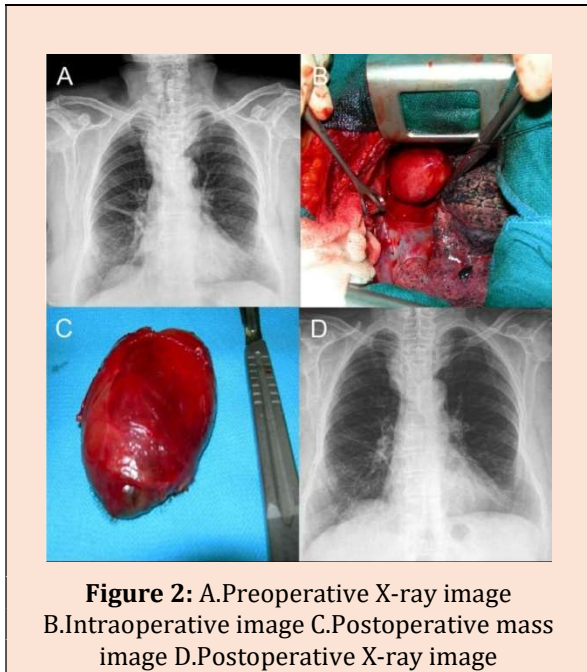 A
B
C
D
Figure 2: A.Preoperative X-ray image
B.Intraoperative image C.Postoperative mass
image D.Postoperative X-ray image